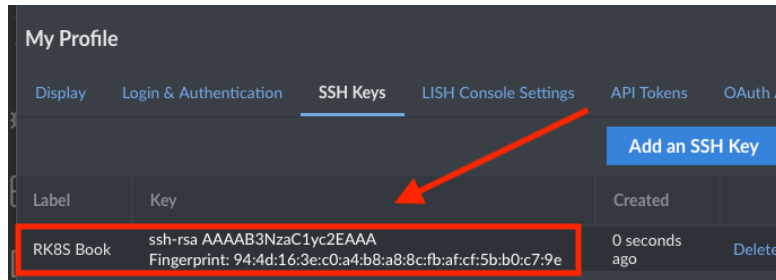 My Profile
Display Login & Authentication SSH Keys LISH Console Settings API Tokens OAuth
Add an SSH Key
Label Key Created
RK8S Book ssh-rsa AAAAB3NzaC1yc2EAAA 0 seconds ago Delete
Fingerprint: 94:4d:16:3e:c0:a4:b8:a8:8c:fb:af:cf:5b:b0:c7:9e